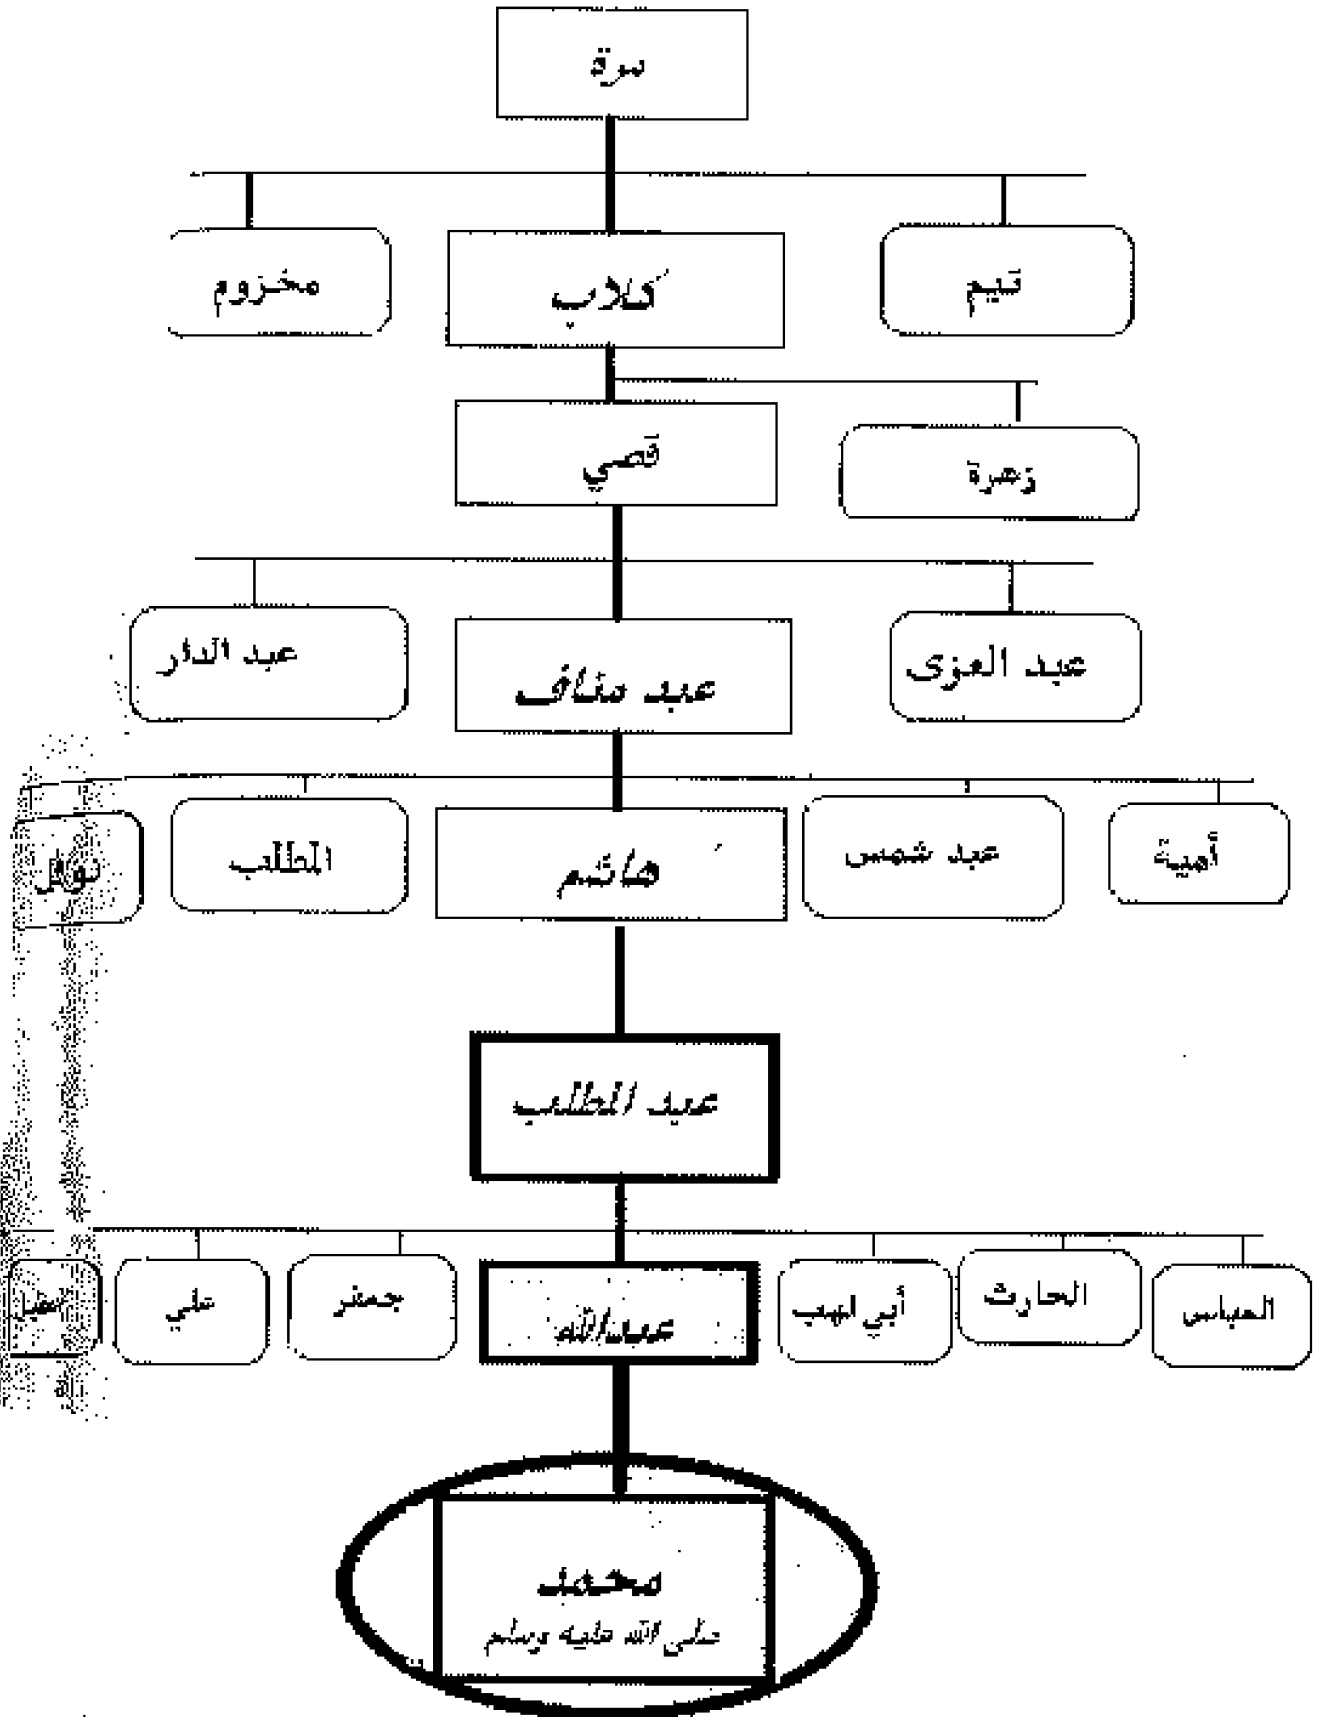 مرة
تيم
كلاب
مخزوم
قصي
زهرة
عبد العزى
عبد مناف
عبد الدار
أمية
عبد شمس
هاشم
المطلب
نوفل
عبد المطلب
العباس
الحارث
أبي لهب
عبدالله
جعفر
علي
محمد
صلى الله عليه وسلم